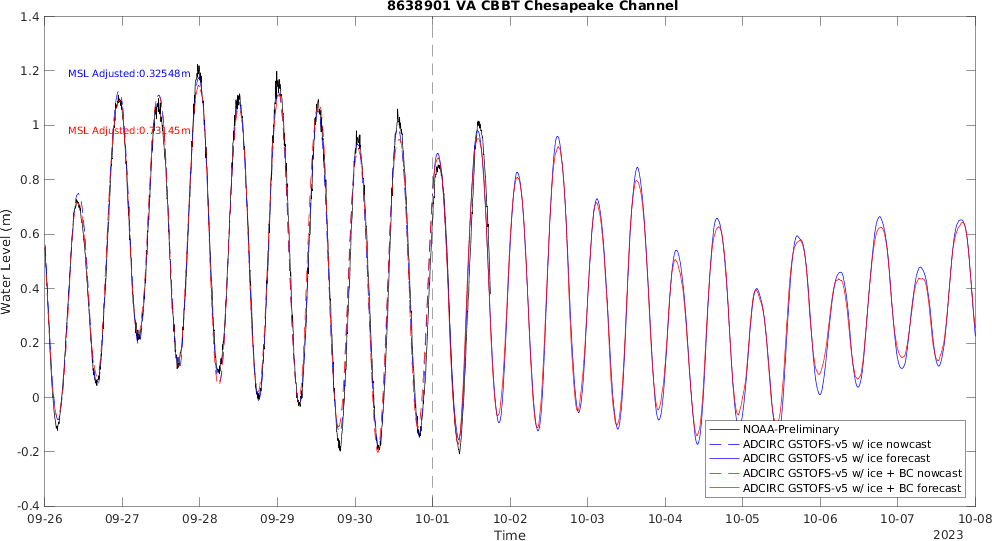 8638901 VA CBBT Chesapeake Channel
1.4
1.2
1
0.8
0.6
0.4
0.2
0
-0.2
-0.4
Water Level (m)
MSL Adjusted:0.32548m
MSL Adjusted:0.73145m
NOAA-Preliminary
ADCIRC GSTOFS-v5 w/ ice nowcast
ADCIRC GSTOFS-v5 w/ ice forecast
ADCIRC GSTOFS-v5 w/ ice + BC nowcast
ADCIRC GSTOFS-v5 w/ ice + BC forecast
09-26 09-27 09-28 09-29 09-30 10-01 10-02 10-03 10-04 10-05 10-06 10-07 10-08
Time
2023